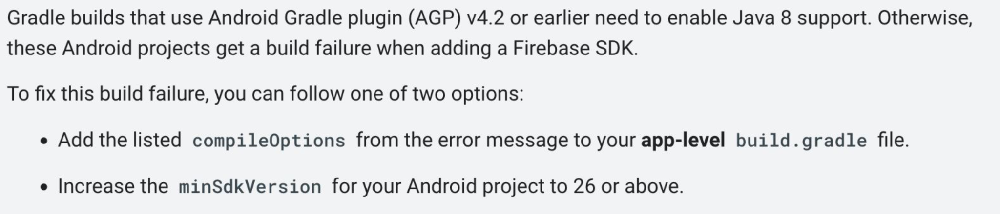 Gradle builds that use Android Gradle plugin (AGP) v4.2 or earlier need to enable Java 8 support. Otherwise,
these Android projects get a build failure when adding a Firebase SDK.
To fix this build failure, you can follow one of two options:
• Add the listed compileOptions from the error message to your app-level build.gradle file.
• Increase the minSdkVersion for your Android project to 26 or above.